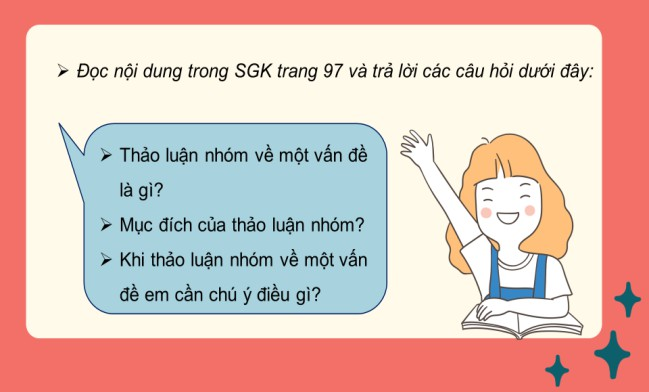 ➢ Đọc nội dung trong SGK trang 97 và trả lời các câu hỏi dưới đây:
➢ Thảo luận nhóm về một vấn đề
là gì?
➢ Mục đích của thảo luận nhóm?
➢ Khi thảo luận nhóm về một vấn
đề em cần chú ý điều gì?